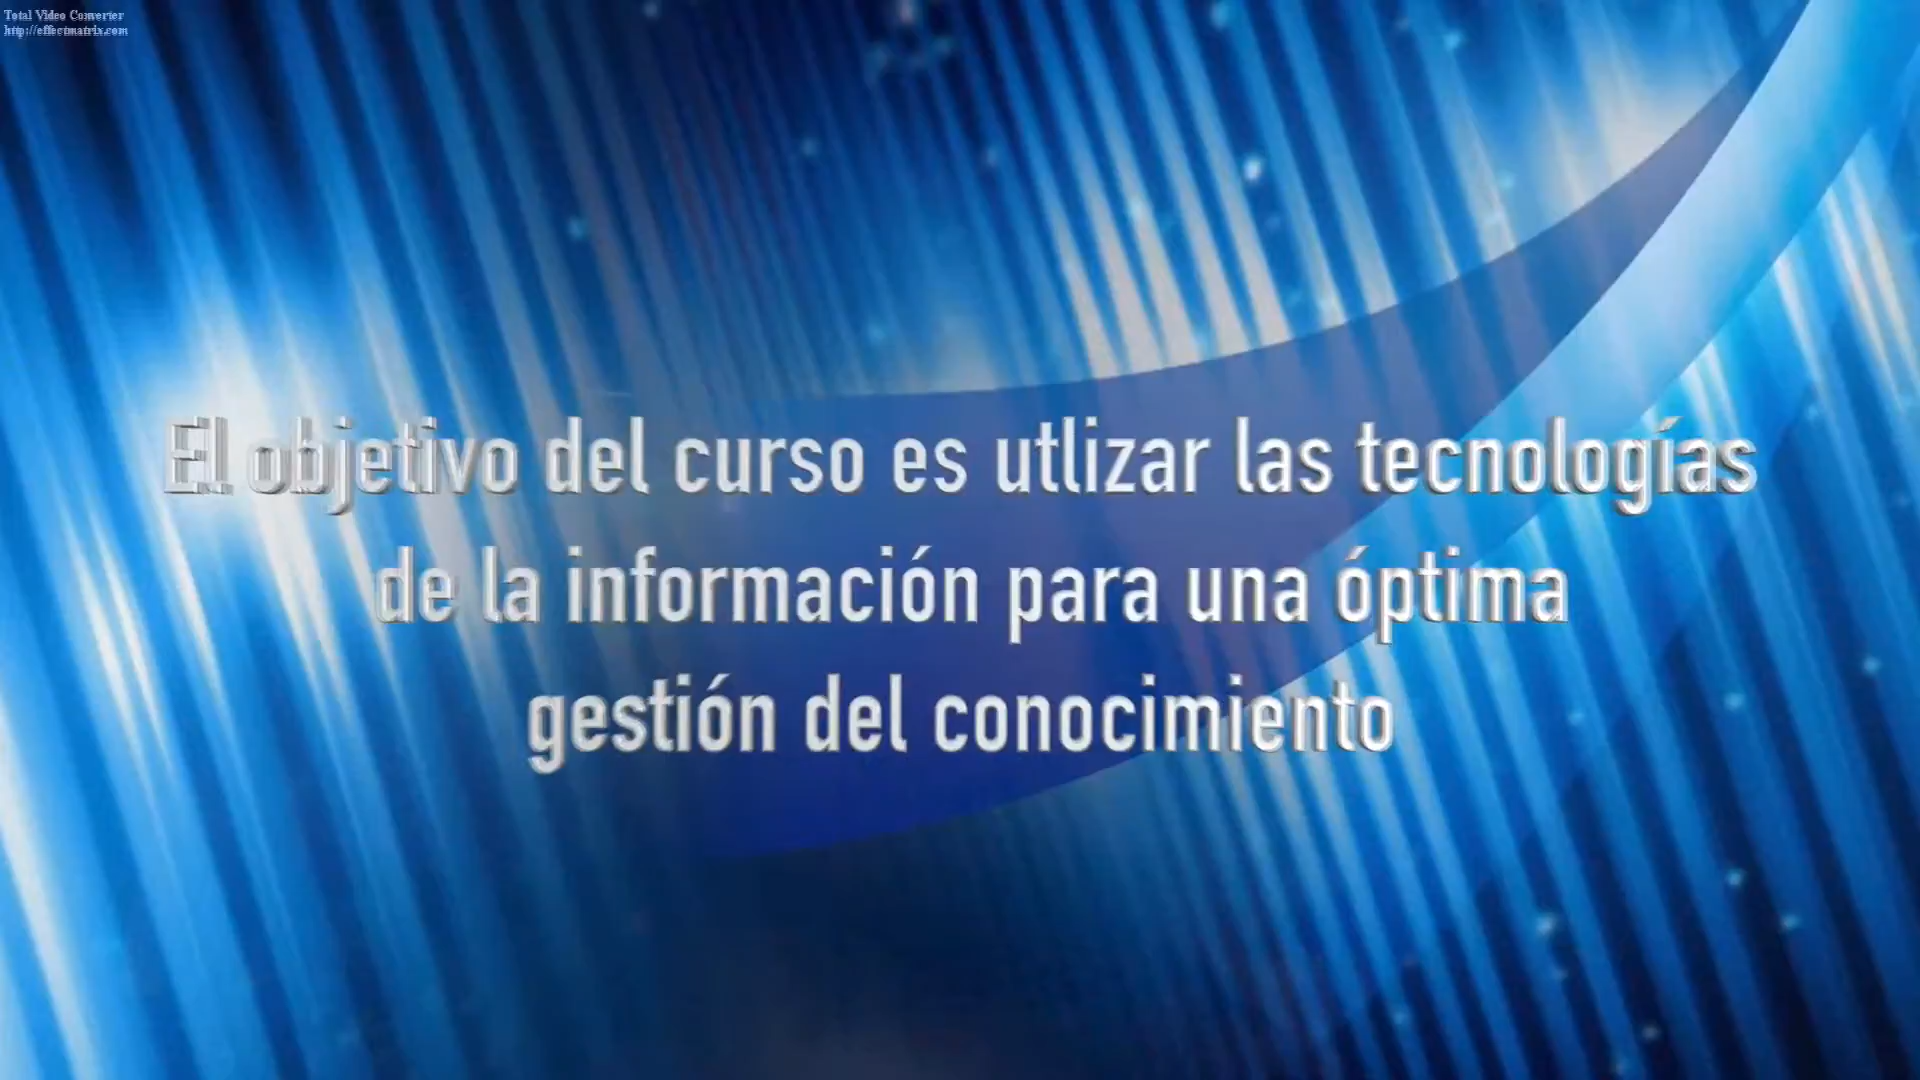 Total Video Converter
http://effectmatrix.com
El objetivo del curso es utlizar las tecnologías
de la información para una óptima
gestión del conocimiento